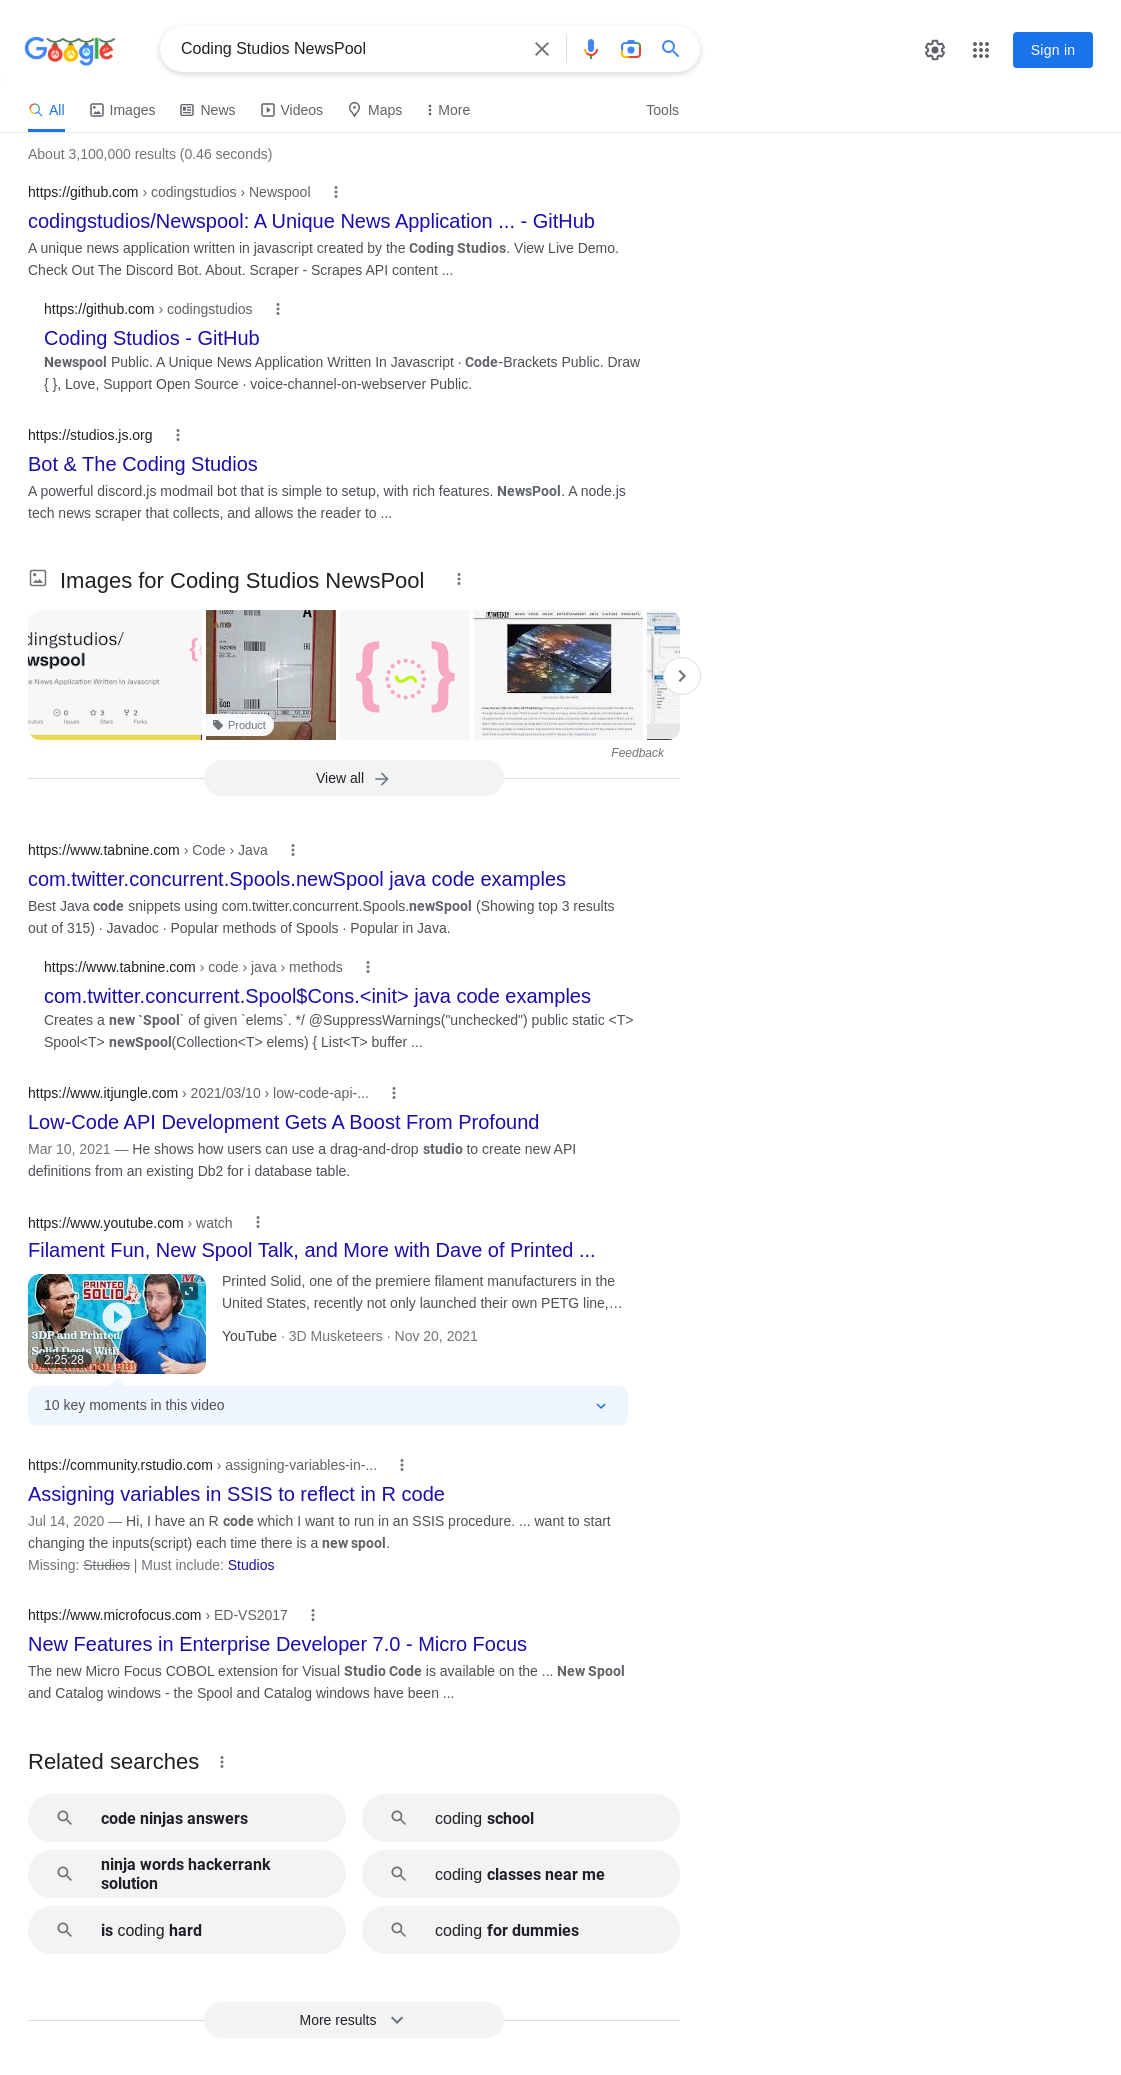 Google
Coding Studios NewsPool
Sign in
All
Images
News
Videos
Maps
More
Tools
About 3,100,000 results (0.46 seconds)
https://github.com › codingstudios › Newspool
codingstudios/Newspool: A Unique News Application ... - GitHub
A unique news application written in javascript created by the Coding Studios. View Live Demo.
Check Out The Discord Bot. About. Scraper - Scrapes API content ...
https://github.com › codingstudios
Coding Studios - GitHub
Newspool Public. A Unique News Application Written In Javascript · Code-Brackets Public. Draw
{ }, Love, Support Open Source · voice-channel-on-webserver Public.
https://studios.js.org
Bot & The Coding Studios
A powerful discord.js modmail bot that is simple to setup, with rich features. NewsPool. A node.js
tech news scraper that collects, and allows the reader to ...
Images for Coding Studios NewsPool
dingstudios/
wspool
e News Application Written In Javascript
0
3
2
Issues
Stars
Forks
Product
Feedback
View all
https://www.tabnine.com › Code › Java
com.twitter.concurrent.Spools.newSpool java code examples
Best Java code snippets using com.twitter.concurrent.Spools.newSpool (Showing top 3 results
out of 315) · Javadoc · Popular methods of Spools · Popular in Java.
https://www.tabnine.com › code › java › methods
com.twitter.concurrent.Spool$Cons.<init> java code examples
Creates a new `Spool` of given `elems`. */ @SuppressWarnings("unchecked") public static <T>
Spool<T> newSpool(Collection<T> elems) { List<T> buffer ...
https://www.itjungle.com › 2021/03/10 › low-code-api-...
Low-Code API Development Gets A Boost From Profound
Mar 10, 2021 — He shows how users can use a drag-and-drop studio to create new API
definitions from an existing Db2 for i database table.
https://www.youtube.com › watch
Filament Fun, New Spool Talk, and More with Dave of Printed ...
PRINTED
SOLID
3DP and Printed
Solid Deets With
2:25:28
Printed Solid, one of the premiere filament manufacturers in the
United States, recently not only launched their own PETG line,…
YouTube · 3D Musketeers · Nov 20, 2021
10 key moments in this video
https://community.rstudio.com › assigning-variables-in-...
Assigning variables in SSIS to reflect in R code
Jul 14, 2020 — Hi, I have an R code which I want to run in an SSIS procedure. ... want to start
changing the inputs(script) each time there is a new spool.
Missing: Studios | Must include: Studios
https://www.microfocus.com › ED-VS2017
New Features in Enterprise Developer 7.0 - Micro Focus
The new Micro Focus COBOL extension for Visual Studio Code is available on the ... New Spool
and Catalog windows - the Spool and Catalog windows have been ...
Related searches
code ninjas answers
coding school
ninja words hackerrank
solution
coding classes near me
is coding hard
coding for dummies
More results